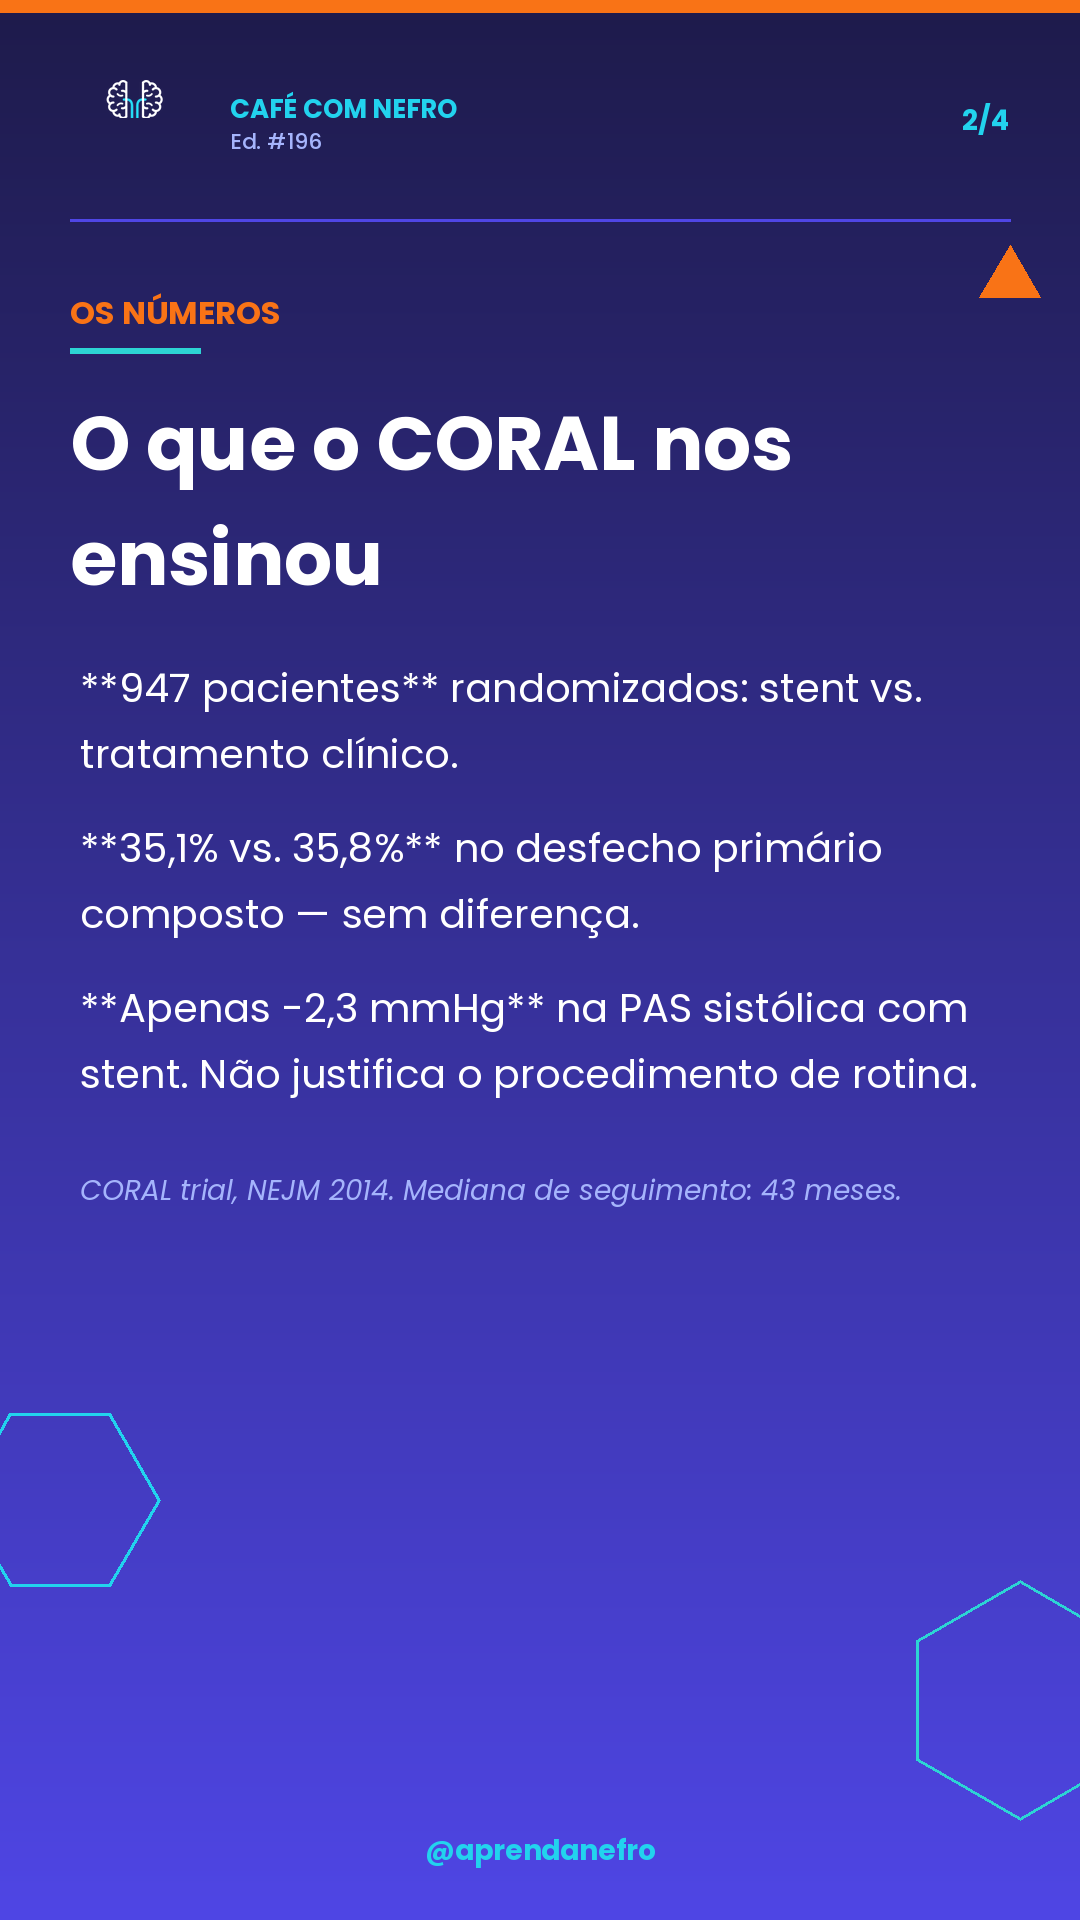 CAFÉ COM NEFRO
Ed. #196
2/4
OS NÚMEROS
O que o CORAL nos
ensinou
**947 pacientes** randomizados: stent vs.
tratamento clínico.
**35,1% vs. 35,8%** no desfecho primário
composto — sem diferença.
**Apenas -2,3 mmHg** na PAS sistólica com
stent. Não justifica o procedimento de rotina.
CORAL trial, NEJM 2014. Mediana de seguimento: 43 meses.
@aprendanefro